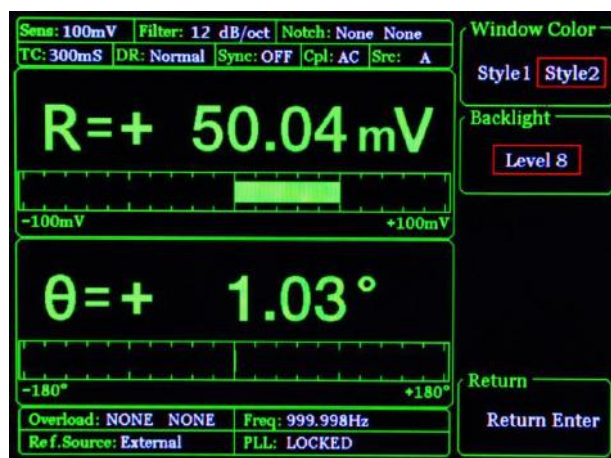 Sens: 100mV Filter: 12 dB/oct Notch: None None
TC: 300mS DR: Normal Sync: OFF Cpl: AC Src: A
R=+ 50.04 mV
-100mV +100mV
θ=+ 1.03°
-180° +180°
Overload: NONE NONE Freq: 999.998Hz
Ref.Source: External PLL: LOCKED
Window Color
Style1 Style2
Backlight
Level 8
Return
Return Enter